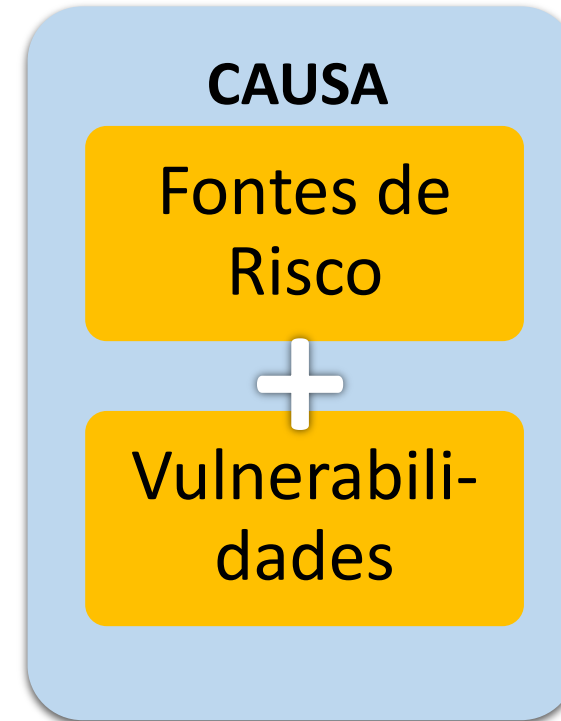 CAUSA
Fontes de
Risco
+
Vulnerabili-
dades